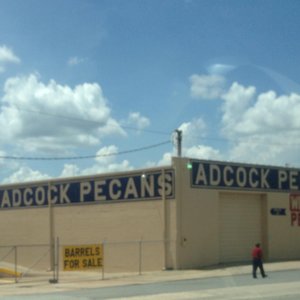 ADCOCK PECANS
ADCOCK PE
BARRELS
FOR SALE